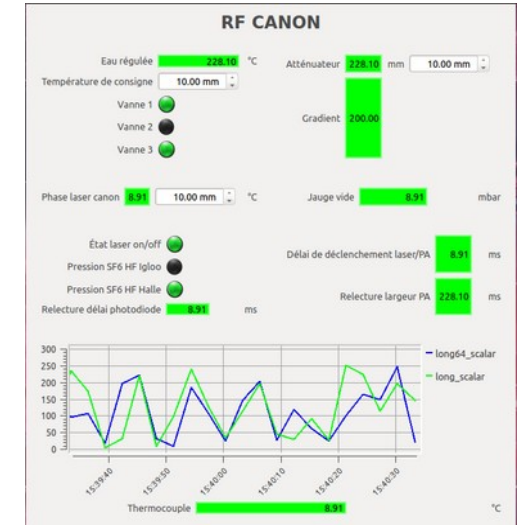 RF CANON
Eau régulée 228.10 °C
Atténuateur 228.10 mm 10.00 mm
Température de consigne 10.00 mm
Vanne 1
Vanne 2
Vanne 3
Gradient 200.00
Phase laser canon 8.91 10.00 mm °C
Jauge vide 8.91 mbar
État laser on/off
Pression SF6 HF Igloo
Pression SF6 HF Halle
Relecture délai photodiode 8.91 ms
Délai de déclenchement laser/PA 8.91 ms
Relecture largeur PA 228.10 ms
300
250
200
150
100
50
0
long64_scalar
long_scalar
15:39:40 15:39:50 15:40:00 15:40:10 15:40:20 15:40:30
Thermocouple 8.91 °C